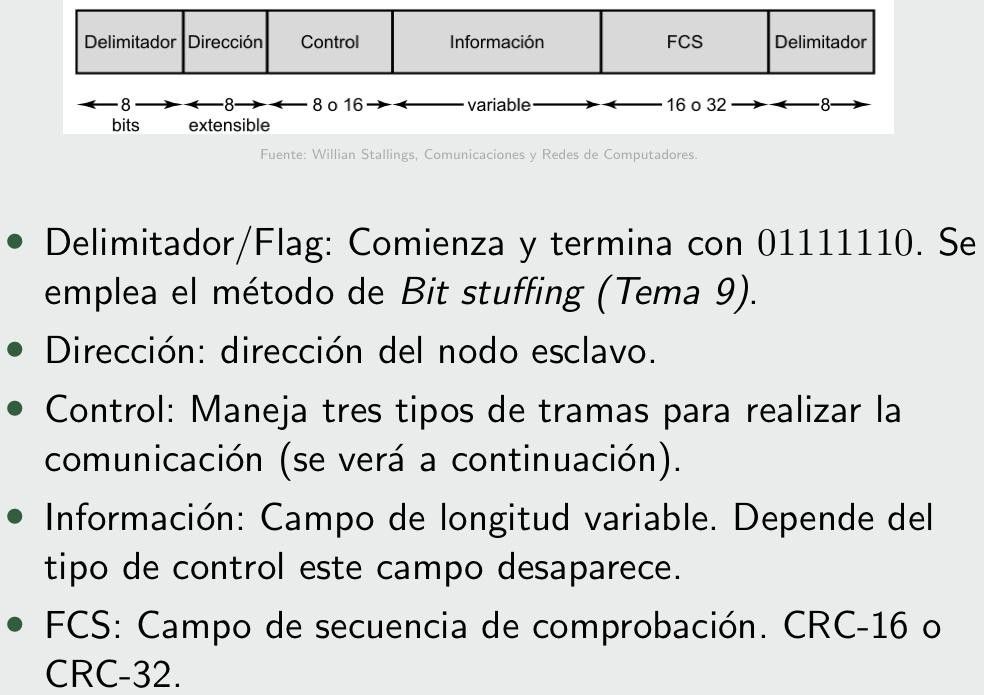 Delimitador Dirección Control Información FCS Delimitador
8 8 8 o 16 variable 16 o 32 8
bits extensible
Fuente: Willian Stallings, Comunicaciones y Redes de Computadores.
• Delimitador/Flag: Comienza y termina con 01111110. Se
emplea el método de Bit stuffing (Tema 9).
• Dirección: dirección del nodo esclavo.
• Control: Maneja tres tipos de tramas para realizar la
comunicación (se verá a continuación).
• Información: Campo de longitud variable. Depende del
tipo de control este campo desaparece.
• FCS: Campo de secuencia de comprobación. CRC-16 o
CRC-32.